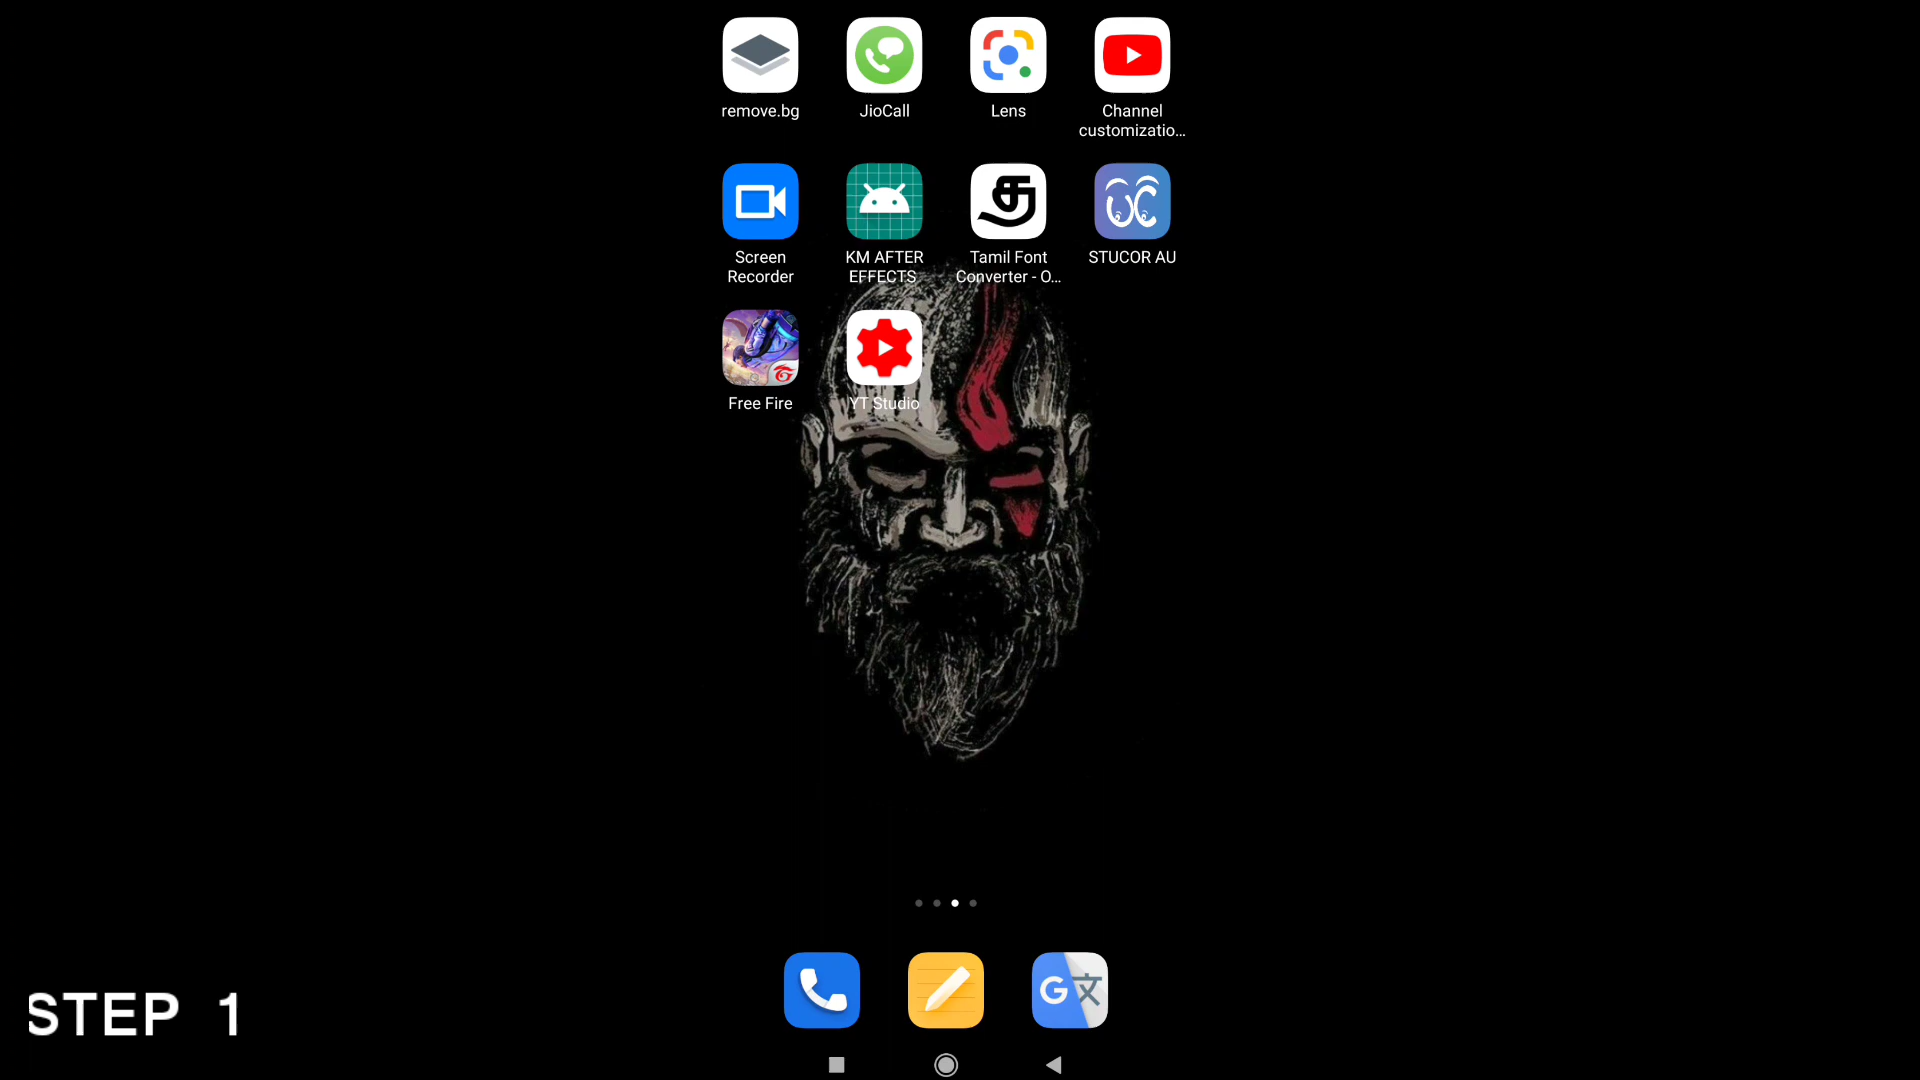 remove.bg
JioCall
Lens
Channel
customizatio...
Screen
Recorder
KM AFTER
EFFECTS
Tamil Font
Converter - O...
STUCOR AU
Free Fire
YT Studio
STEP 1